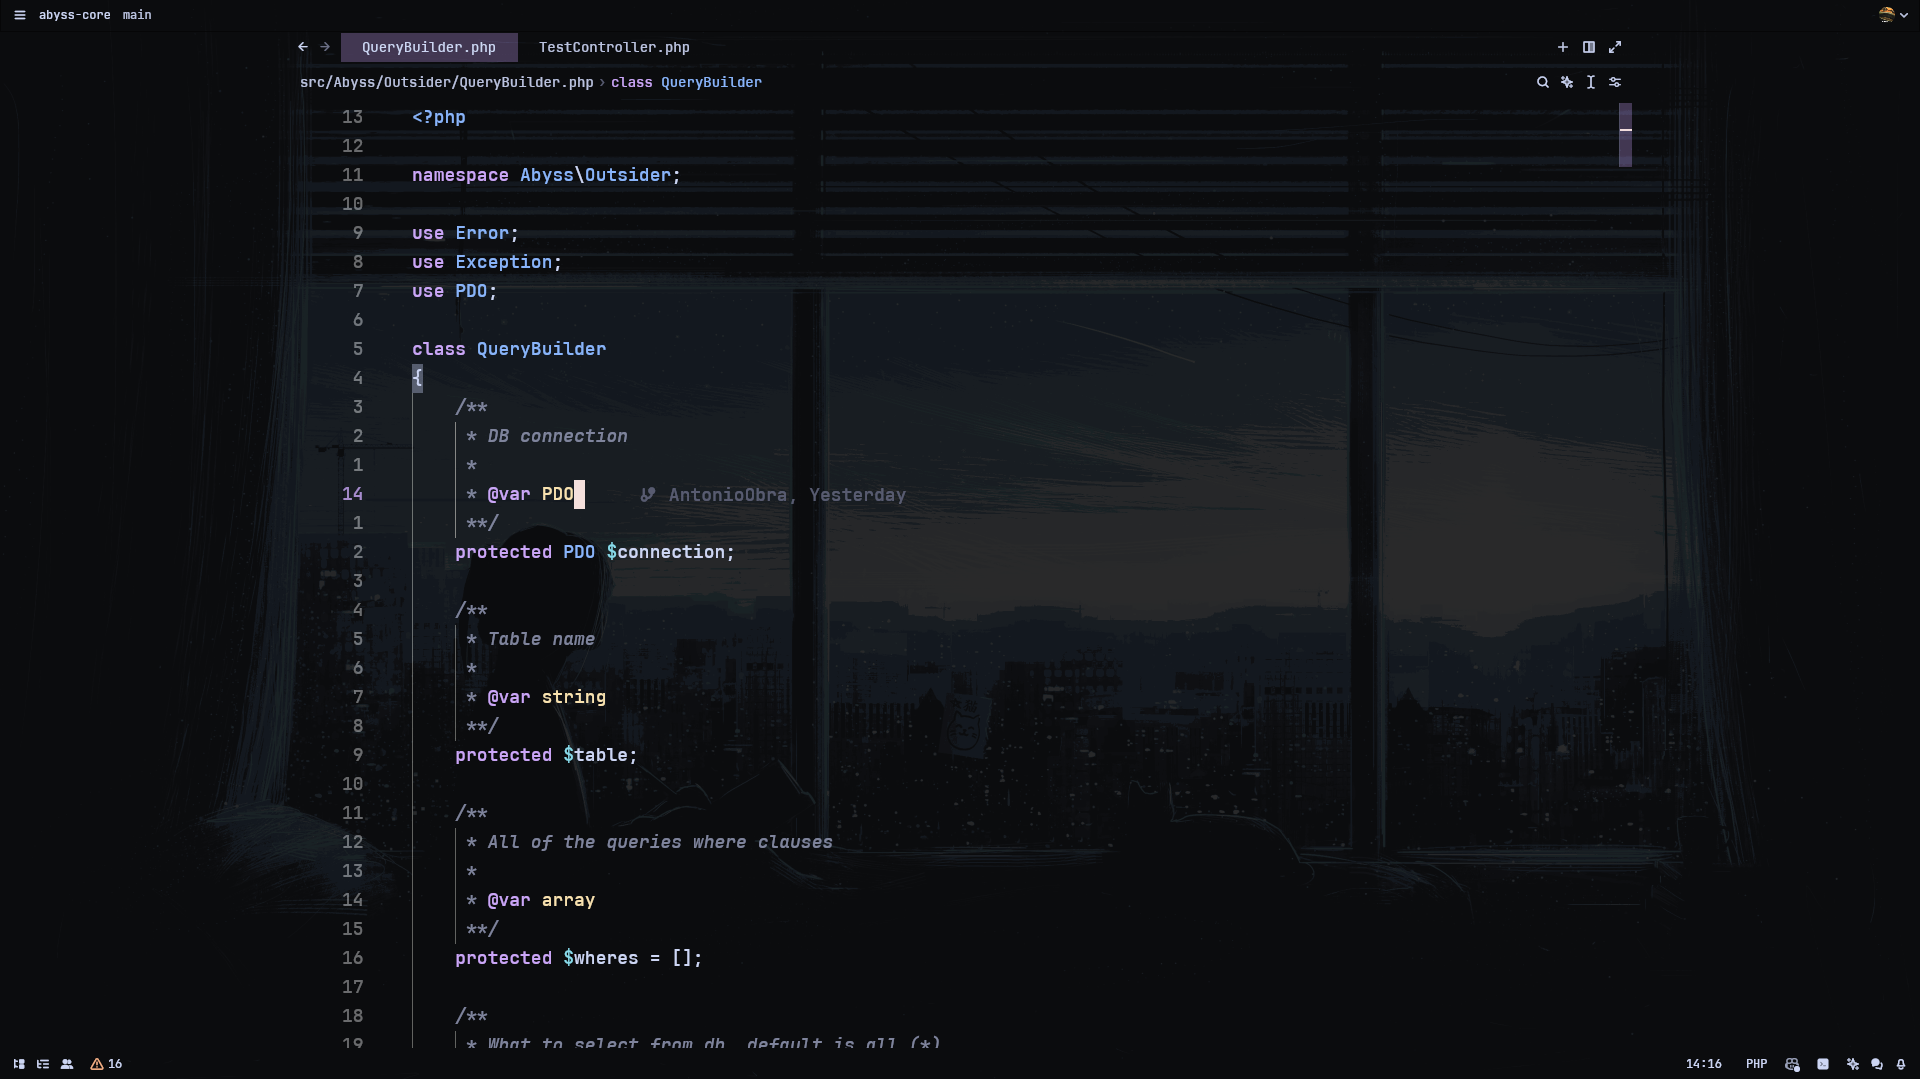 abyss-core main
QueryBuilder.php TestController.php
src/Abyss/Outsider/QueryBuilder.php › class QueryBuilder
13 <?php
12
11 namespace Abyss\Outsider;
10
9 use Error;
8 use Exception;
7 use PDO;
6
5 class QueryBuilder
4 {
3 /**
2 * DB connection
1 *
14 * @var PDO AntonioObra, Yesterday
1 **/
2 protected PDO $connection;
3
4 /**
5 * Table name
6 *
7 * @var string
8 **/
9 protected $table;
10
11 /**
12 * All of the queries where clauses
13 *
14 * @var array
15 **/
16 protected $wheres = [];
17
18 /**
19 * What to select from db, default is all (*)
16 14:16 PHP